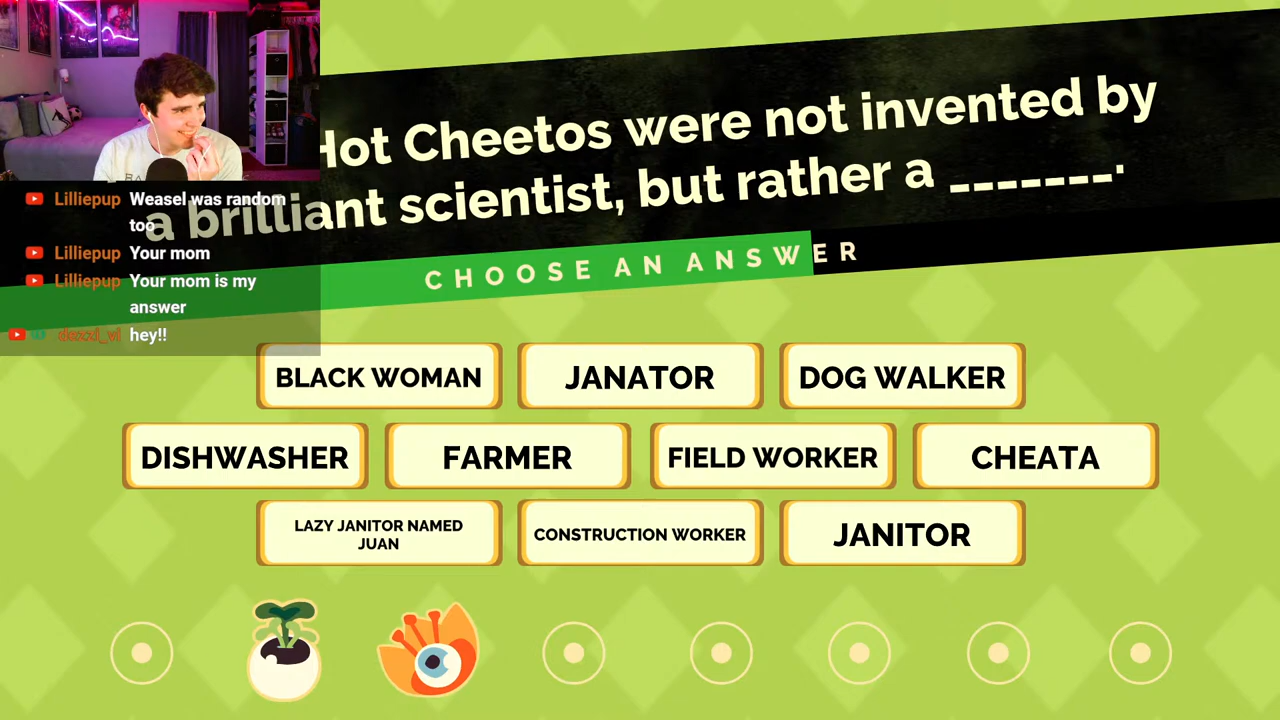 Hot Cheetos were not invented by
a brilliant scientist, but rather a _______.
CHOOSE AN ANSWER
Lilliepup Weasel was random
too
Lilliepup Your mom
Lilliepup Your mom is my
answer
hey!!
BLACK WOMAN
JANATOR
DOG WALKER
DISHWASHER
FARMER
FIELD WORKER
CHEATA
LAZY JANITOR NAMED
JUAN
CONSTRUCTION WORKER
JANITOR